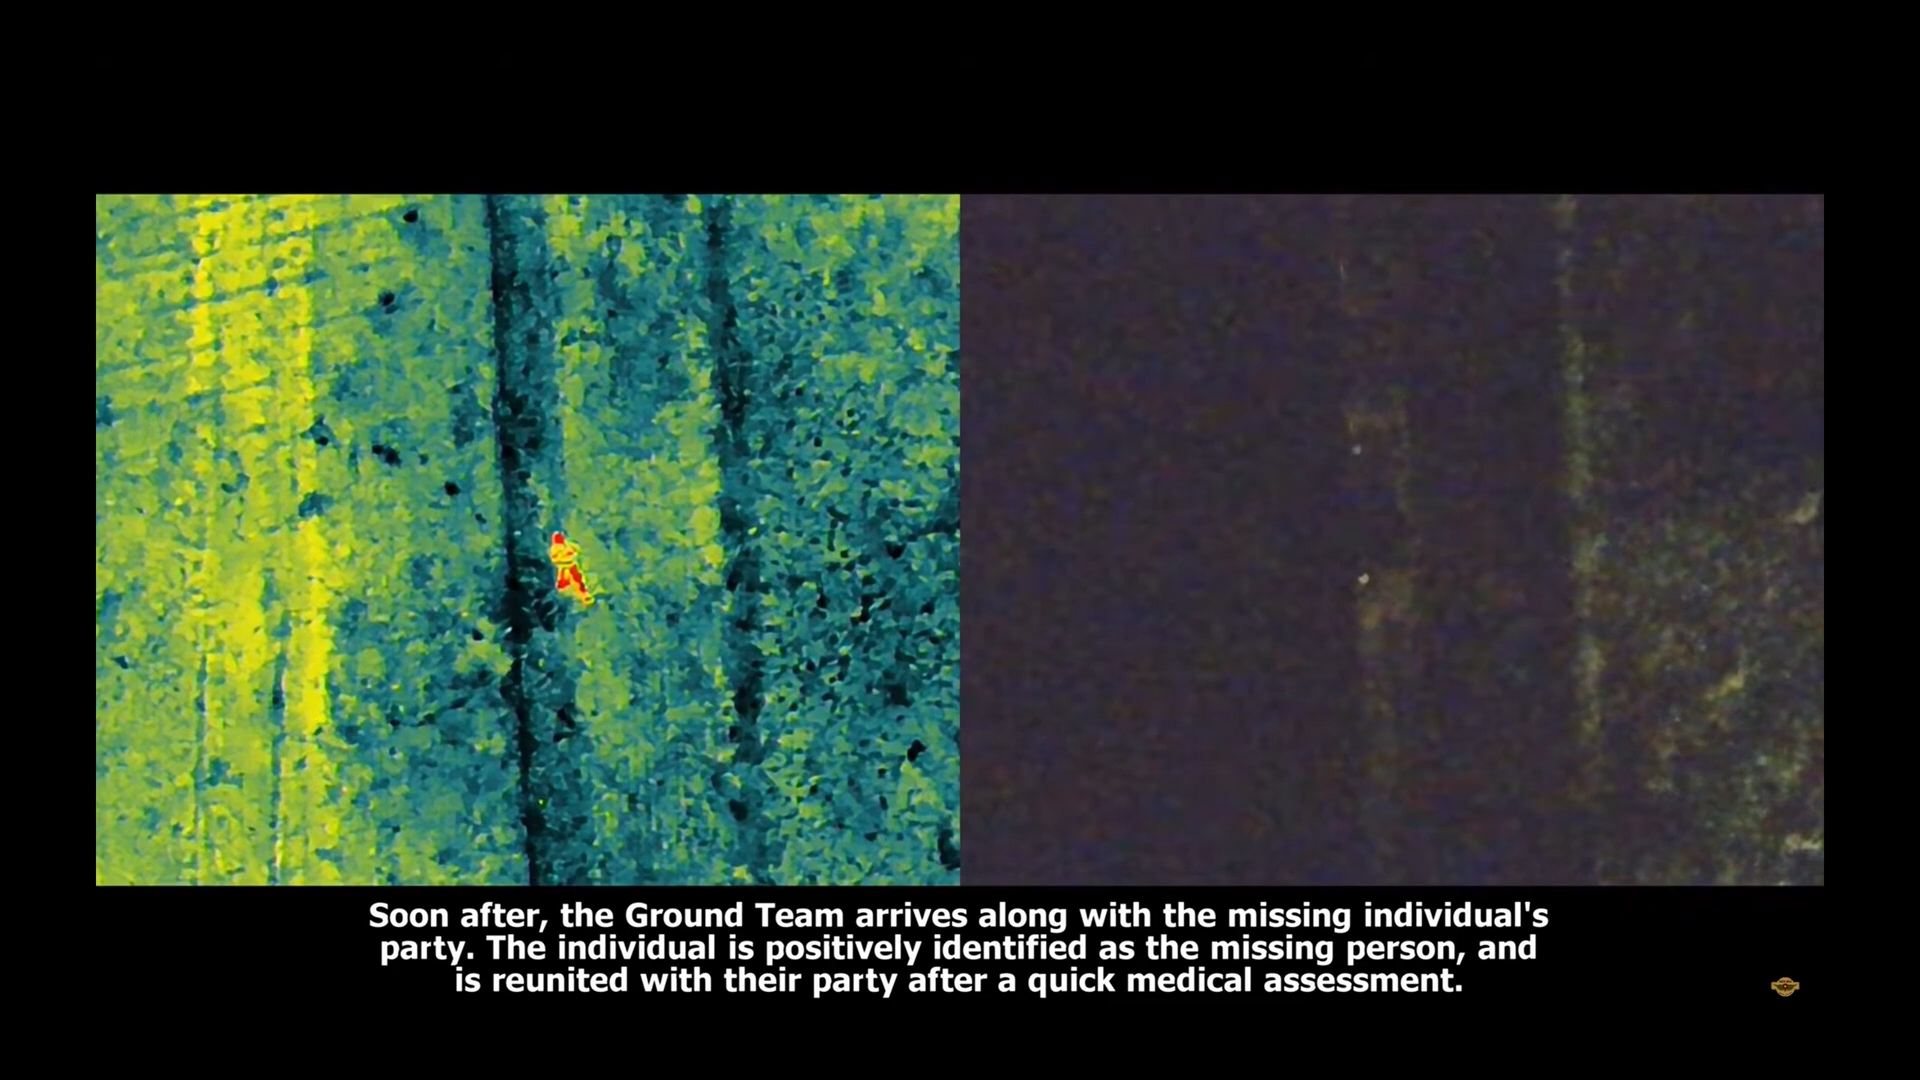 Soon after, the Ground Team arrives along with the missing individual's
party. The individual is positively identified as the missing person, and
is reunited with their party after a quick medical assessment.